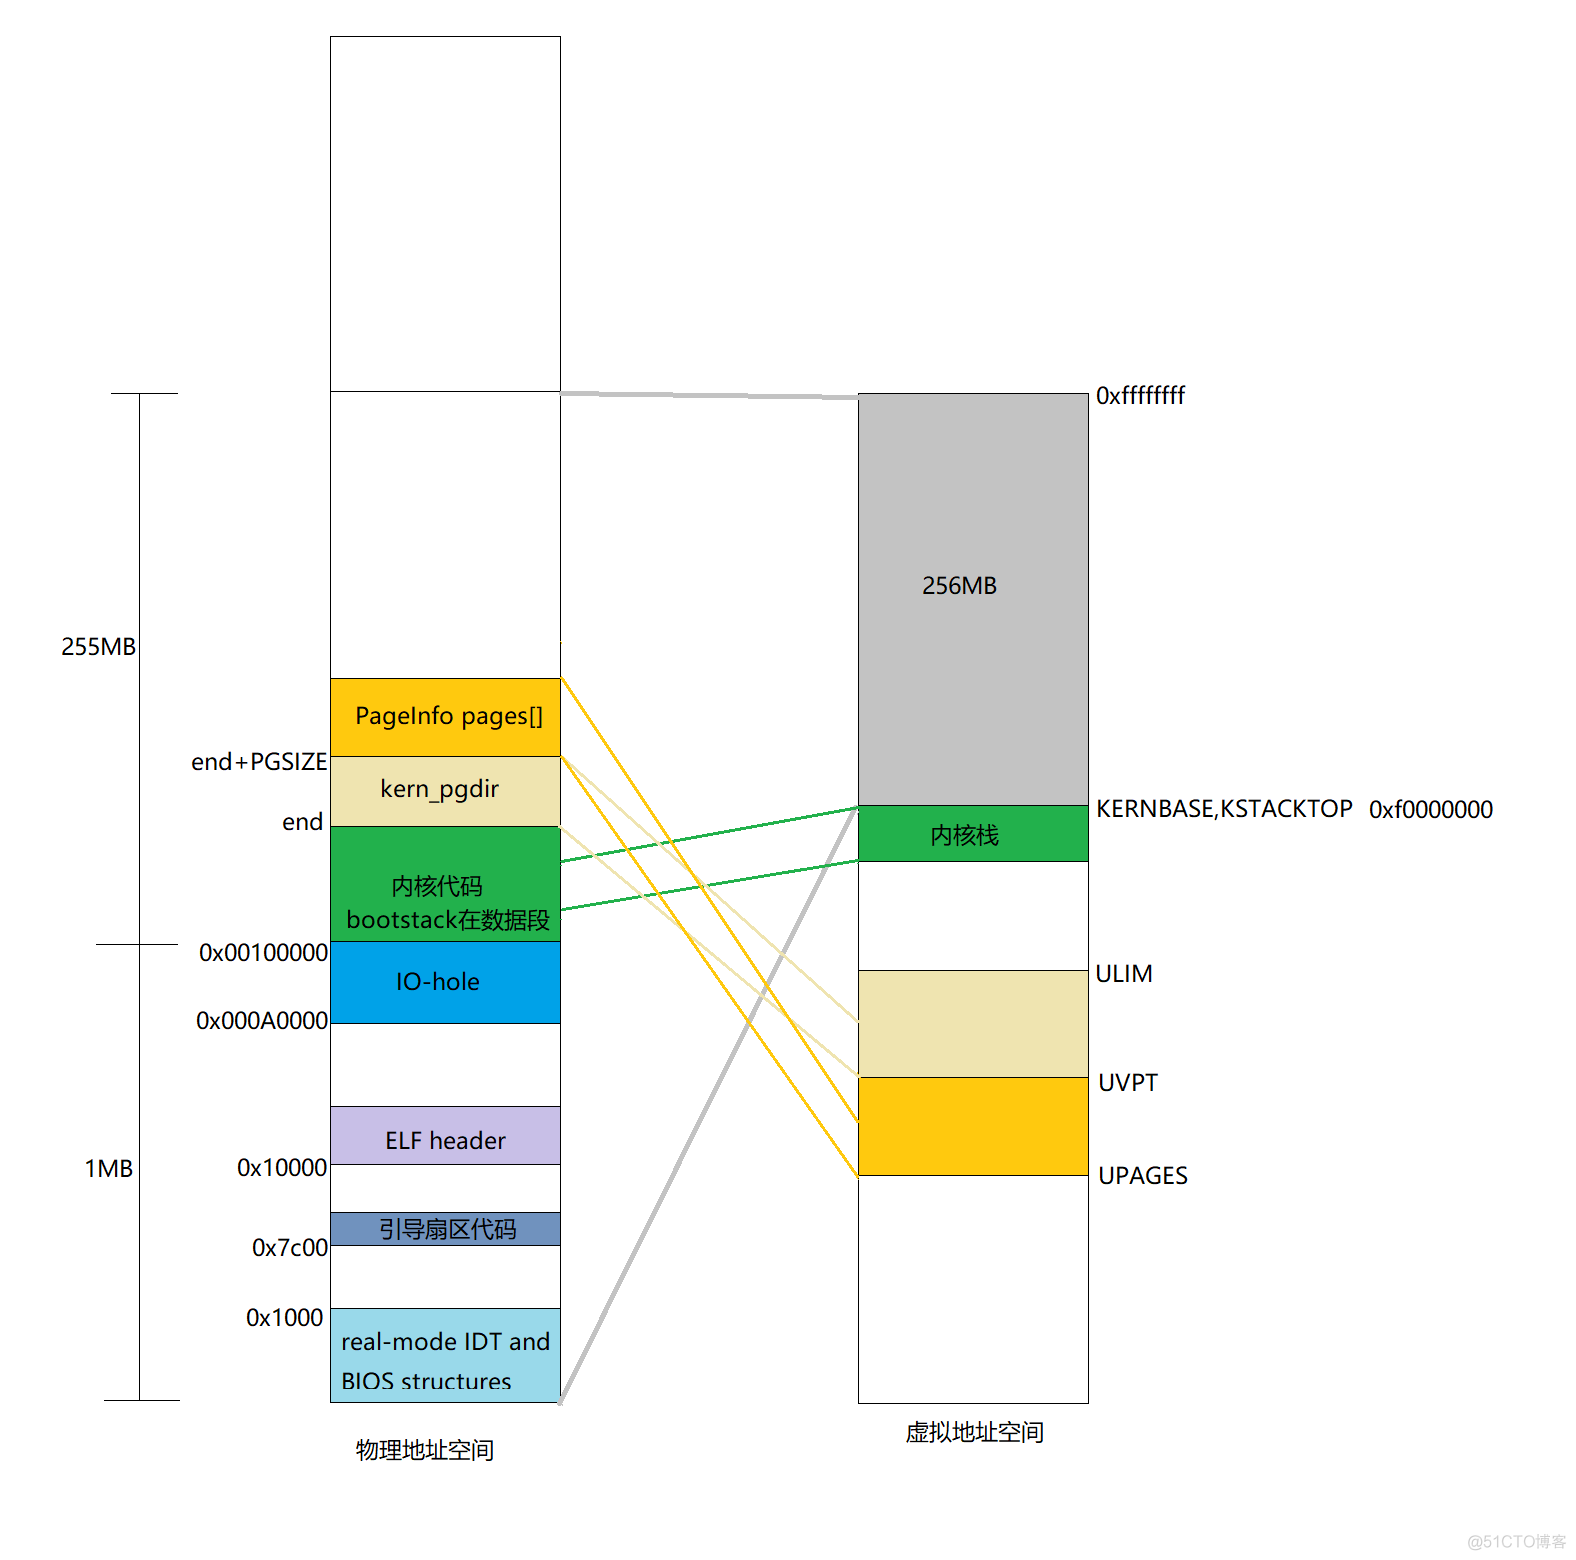 0xffffffff
256MB
255MB
PageInfo pages[]
end+PGSIZE
kern_pgdir
KERNBASE,KSTACKTOP 0xf0000000
end
内核栈
内核代码
bootstack在数据段
0x00100000
ULIM
IO-hole
0x000A0000
UVPT
ELF header
0x10000
1MB
UPAGES
引导扇区代码
0x7c00
0x1000
real-mode IDT and
BIOS structures
物理地址空间
虚拟地址空间
@51CTO博客